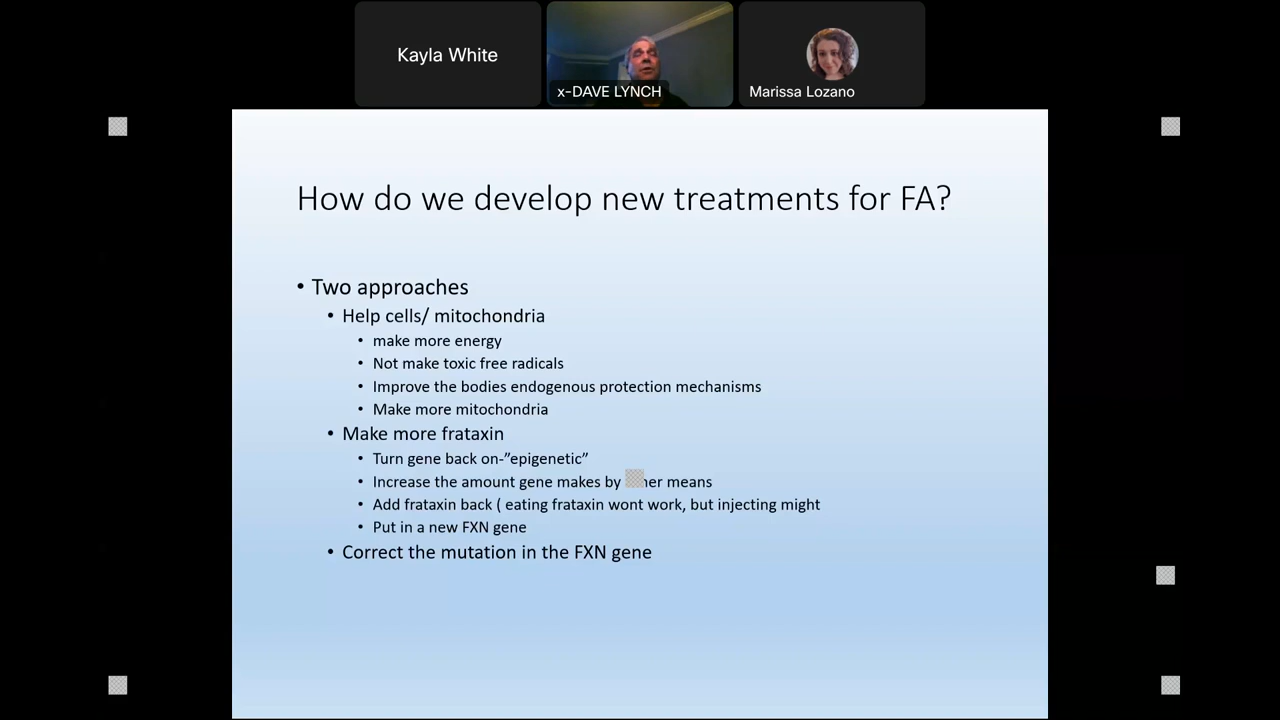 Kayla White
x-DAVE LYNCH
Marissa Lozano
How do we develop new treatments for FA?
• Two approaches
• Help cells/ mitochondria
• make more energy
• Not make toxic free radicals
• Improve the bodies endogenous protection mechanisms
• Make more mitochondria
• Make more frataxin
• Turn gene back on-”epigenetic”
• Increase the amount gene makes by means
• Add frataxin back ( eating frataxin wont work, but injecting might
• Put in a new FXN gene
• Correct the mutation in the FXN gene